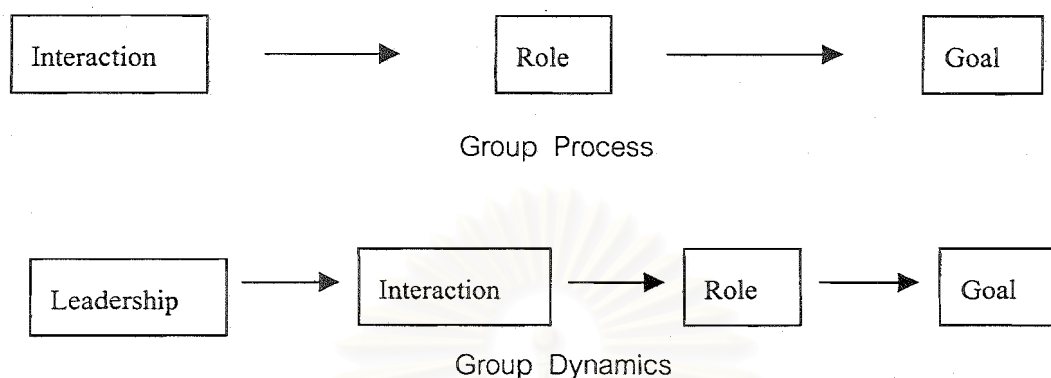 Interaction Role Goal
Group Process
Leadership Interaction Role Goal
Group Dynamics